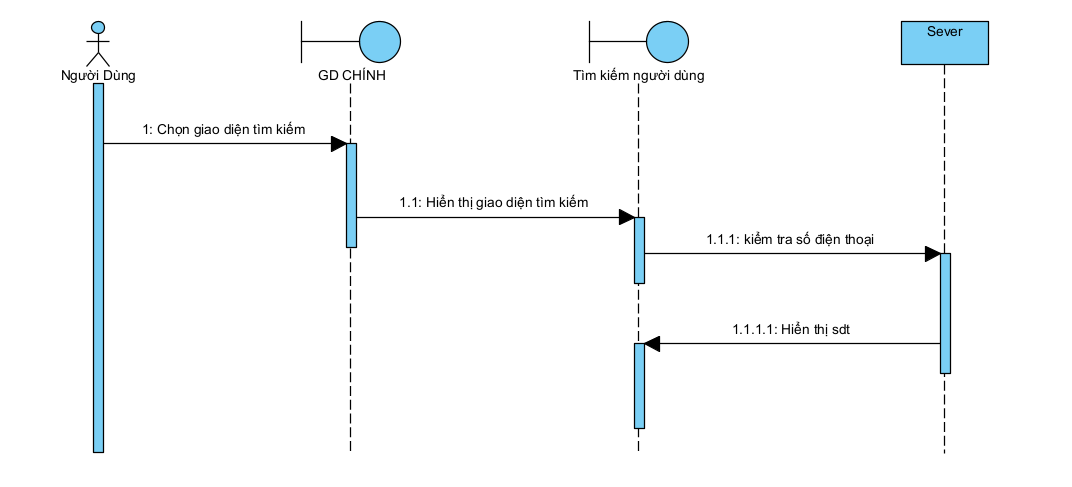 Người Dùng
GD CHÍNH
Tìm kiếm người dùng
Sever
1: Chọn giao diện tìm kiếm
1.1: Hiển thị giao diện tìm kiếm
1.1.1: kiểm tra số điện thoại
1.1.1.1: Hiển thị sdt